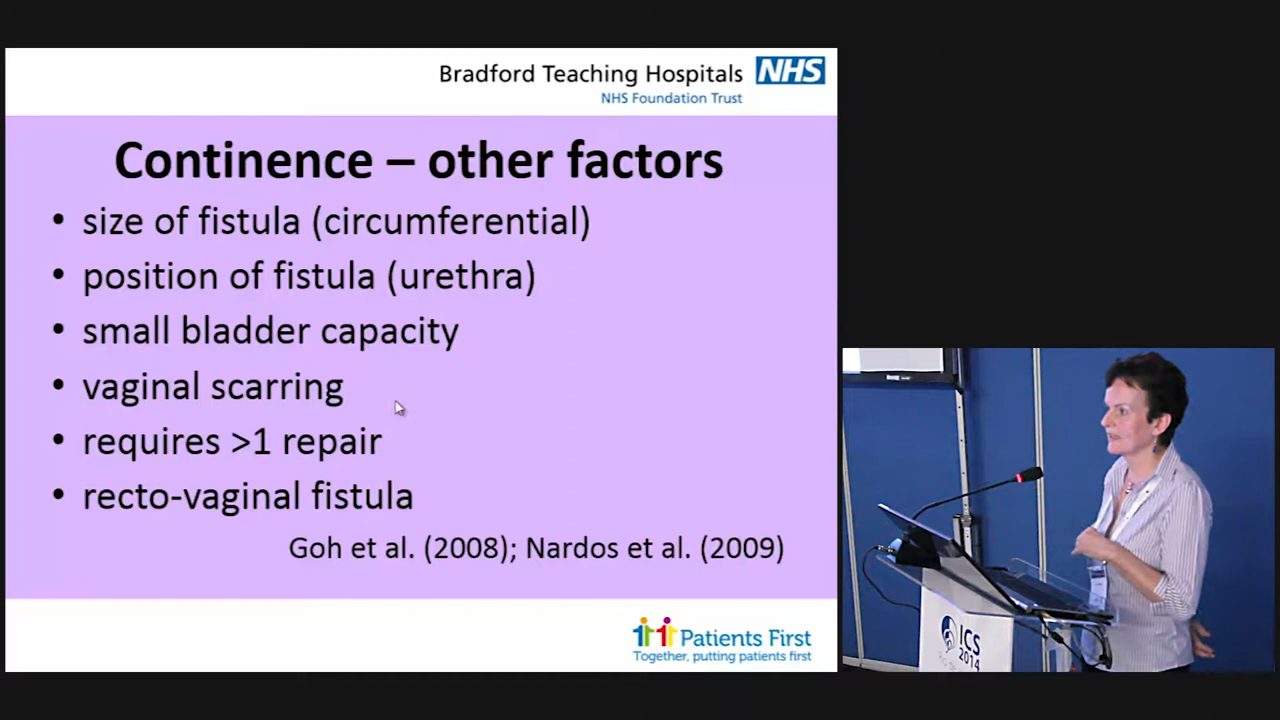 Bradford Teaching Hospitals NHS
NHS Foundation Trust
Continence – other factors
• size of fistula (circumferential)
• position of fistula (urethra)
• small bladder capacity
• vaginal scarring
• requires >1 repair
• recto-vaginal fistula
Goh et al. (2008); Nardos et al. (2009)
Patients First
Together, putting patients first
ICS
2014